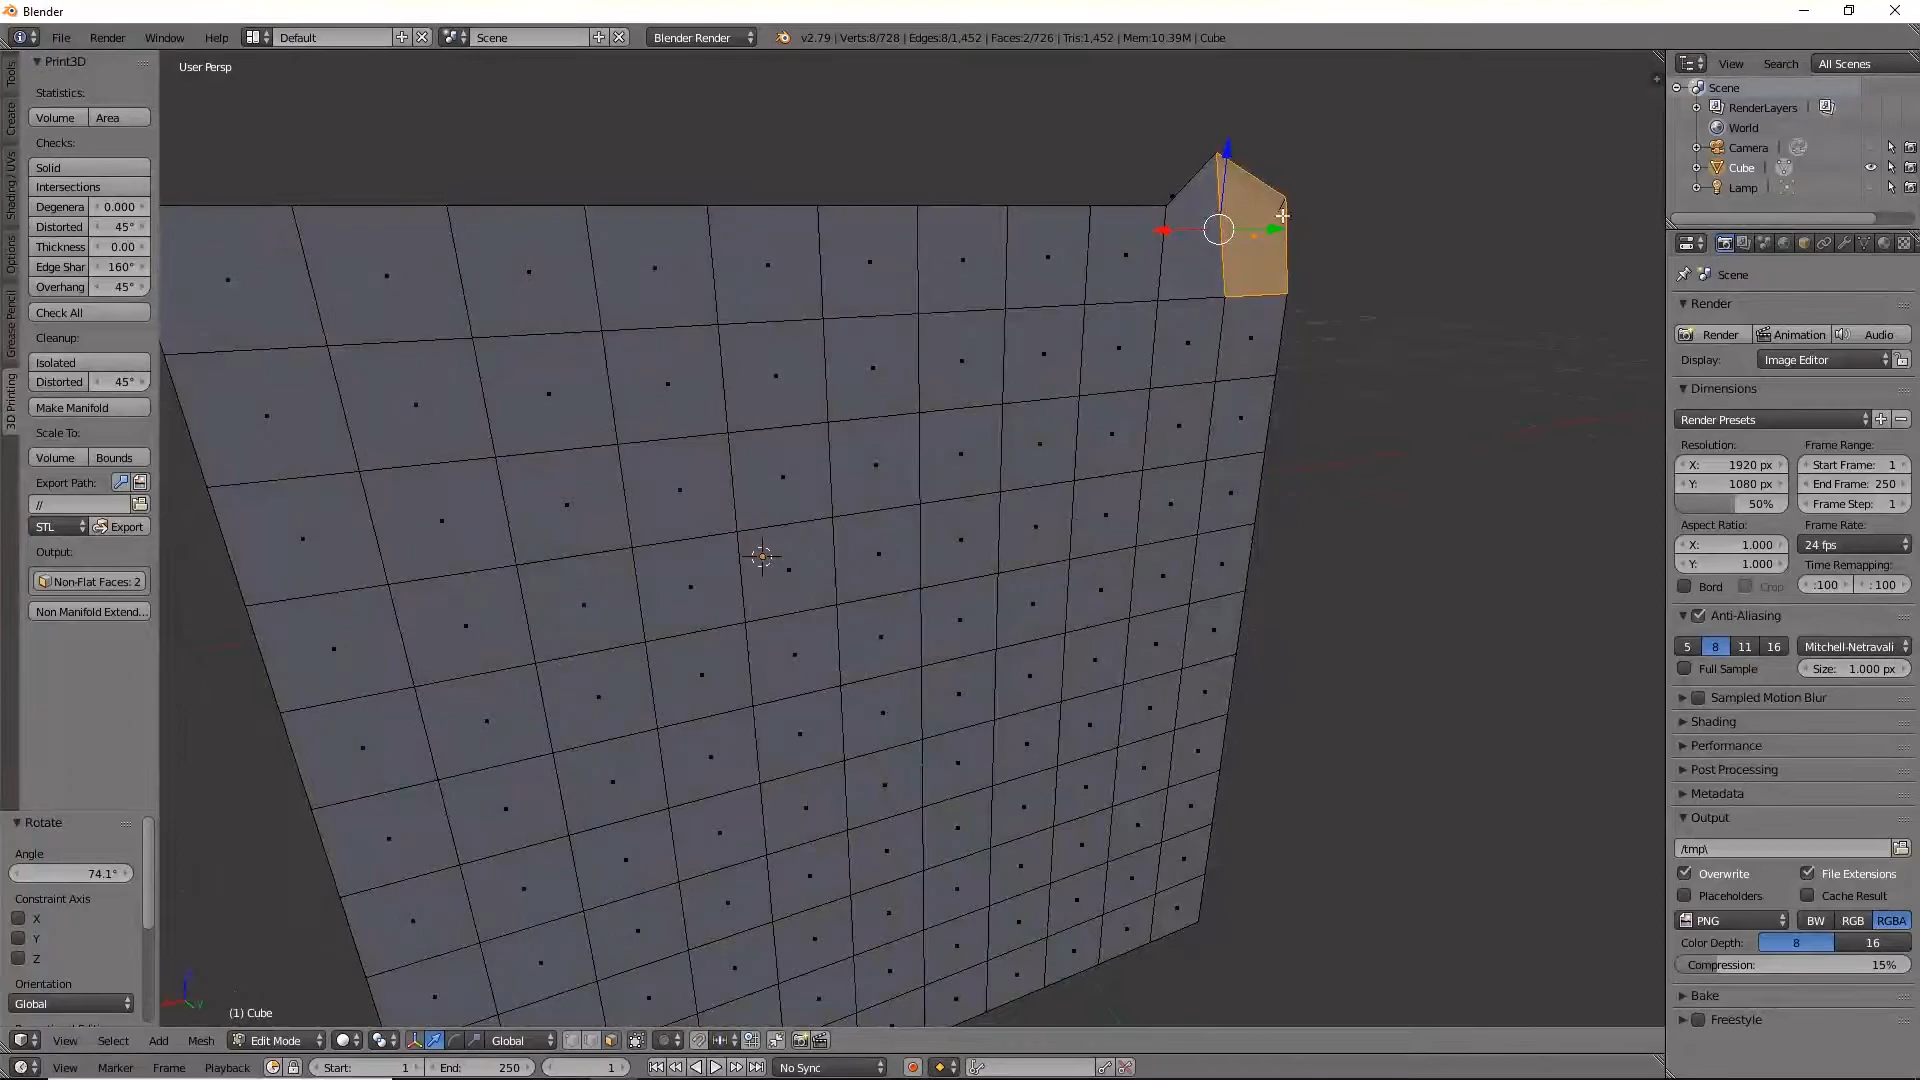 Blender
File Render Window Help Default Scene Blender Render v2.79 | Verts:8/728 | Edges:8/1,452 | Faces:2/726 | Tris:1,452 | Mem:10.39M | Cube
Tools
Create
Shading / UVs
Options
Grease Pencil
3D Printing
Print3D
Statistics:
Volume Area
Checks:
Solid
Intersections
Degenera 0.000
Distorted 45°
Thickness 0.00
Edge Shar 160°
Overhang 45°
Check All
Cleanup:
Isolated
Distorted 45°
Make Manifold
Scale To:
Volume Bounds
Export Path:
//
STL Export
Output:
Non-Flat Faces: 2
Non Manifold Extend...
Rotate
Angle
74.1°
Constraint Axis
X
Y
Z
Orientation
Global
User Persp
(1) Cube
View Select Add Mesh Edit Mode Global
View Marker Frame Playback Start: 1 End: 250 1 No Sync
View Search All Scenes
Scene
RenderLayers
World
Camera
Cube
Lamp
Scene
Render
Render Animation Audio
Display: Image Editor
Dimensions
Render Presets
Resolution: Frame Range:
X: 1920 px Start Frame: 1
Y: 1080 px End Frame: 250
50% Frame Step: 1
Aspect Ratio: Frame Rate:
X: 1.000 24 fps
Y: 1.000 Time Remapping:
Bord Crop :100 : 100
Anti-Aliasing
5 8 11 16 Mitchell-Netravali
Full Sample Size: 1.000 px
Sampled Motion Blur
Shading
Performance
Post Processing
Metadata
Output
/tmp\
Overwrite File Extensions
Placeholders Cache Result
PNG BW RGB RGBA
Color Depth: 8 16
Compression: 15%
Bake
Freestyle